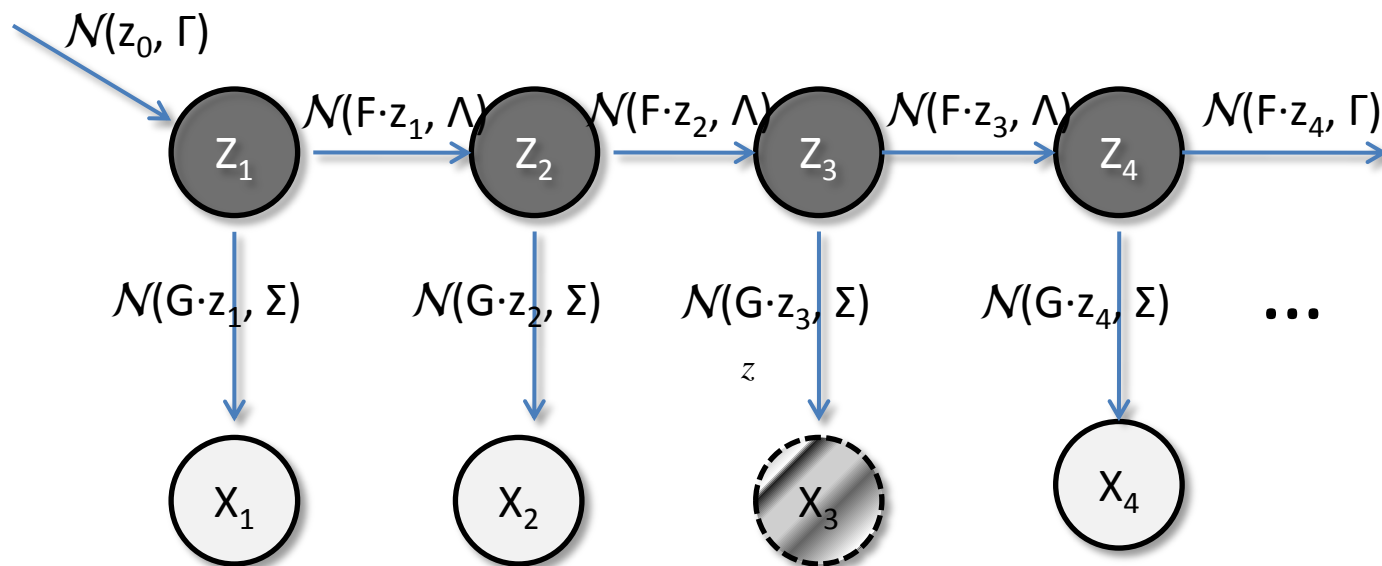 𝒩(z₀, Γ)
𝒩(F·z₁, Λ) 𝒩(F·z₂, Λ) 𝒩(F·z₃, Λ) 𝒩(F·z₄, Γ)
Z₁ Z₂ Z₃ Z₄
𝒩(G·z₁, Σ) 𝒩(G·z₂, Σ) 𝒩(G·z₃, Σ) 𝒩(G·z₄, Σ) ...
z
X₁ X₂ X₃ X₄